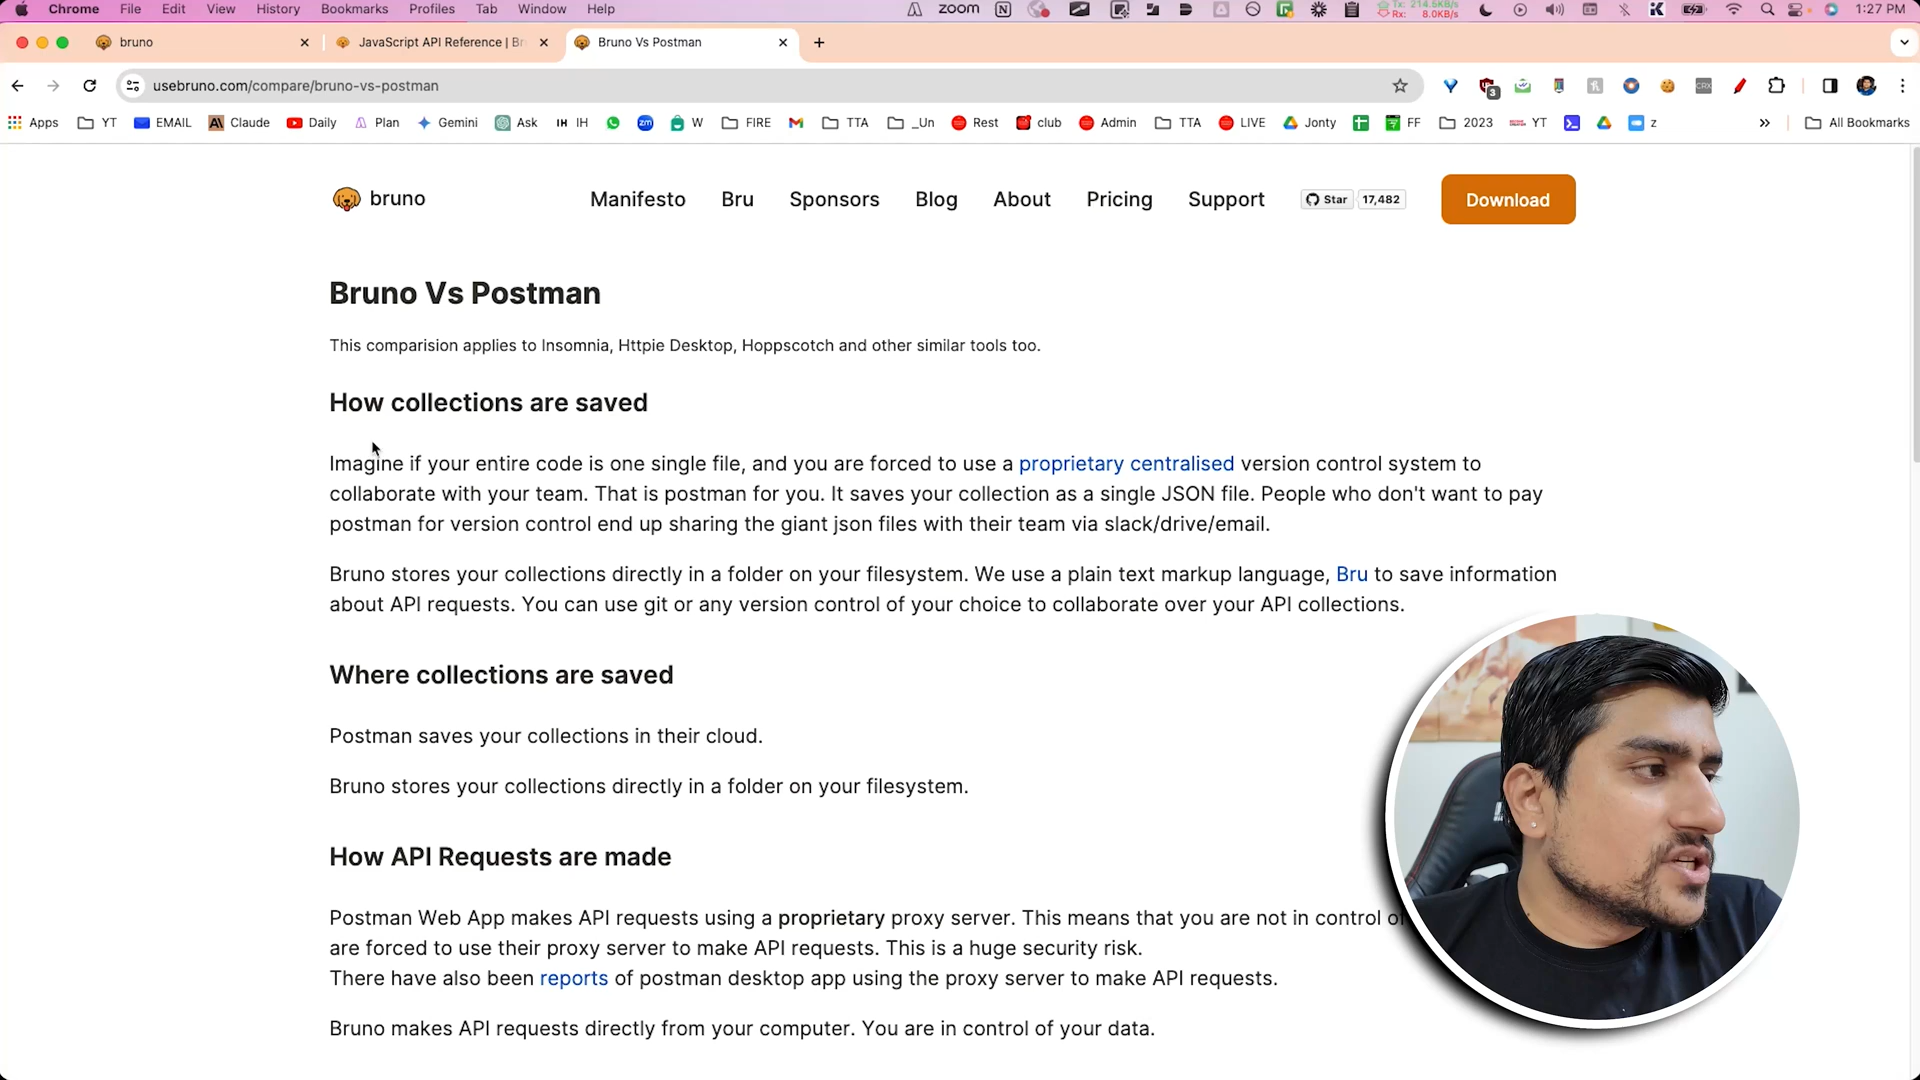 Chrome File Edit View History Bookmarks Profiles Tab Window Help zoom Tx: 214.5KB/s Rx: 8.0KB/s 1:27 PM
bruno JavaScript API Reference | Br Bruno Vs Postman
usebruno.com/compare/bruno-vs-postman 3
Apps YT EMAIL Claude Daily Plan Gemini Ask IH IH W FIRE TTA _Un Rest club Admin TTA LIVE Jonty FF 2023 YT z All Bookmarks
bruno Manifesto Bru Sponsors Blog About Pricing Support Star 17,482 Download
Bruno Vs Postman
This comparision applies to Insomnia, Httpie Desktop, Hoppscotch and other similar tools too.
How collections are saved
Imagine if your entire code is one single file, and you are forced to use a proprietary centralised version control system to
collaborate with your team. That is postman for you. It saves your collection as a single JSON file. People who don't want to pay
postman for version control end up sharing the giant json files with their team via slack/drive/email.
Bruno stores your collections directly in a folder on your filesystem. We use a plain text markup language, Bru to save information
about API requests. You can use git or any version control of your choice to collaborate over your API collections.
Where collections are saved
Postman saves your collections in their cloud.
Bruno stores your collections directly in a folder on your filesystem.
How API Requests are made
Postman Web App makes API requests using a proprietary proxy server. This means that you are not in control of
are forced to use their proxy server to make API requests. This is a huge security risk.
There have also been reports of postman desktop app using the proxy server to make API requests.
Bruno makes API requests directly from your computer. You are in control of your data.